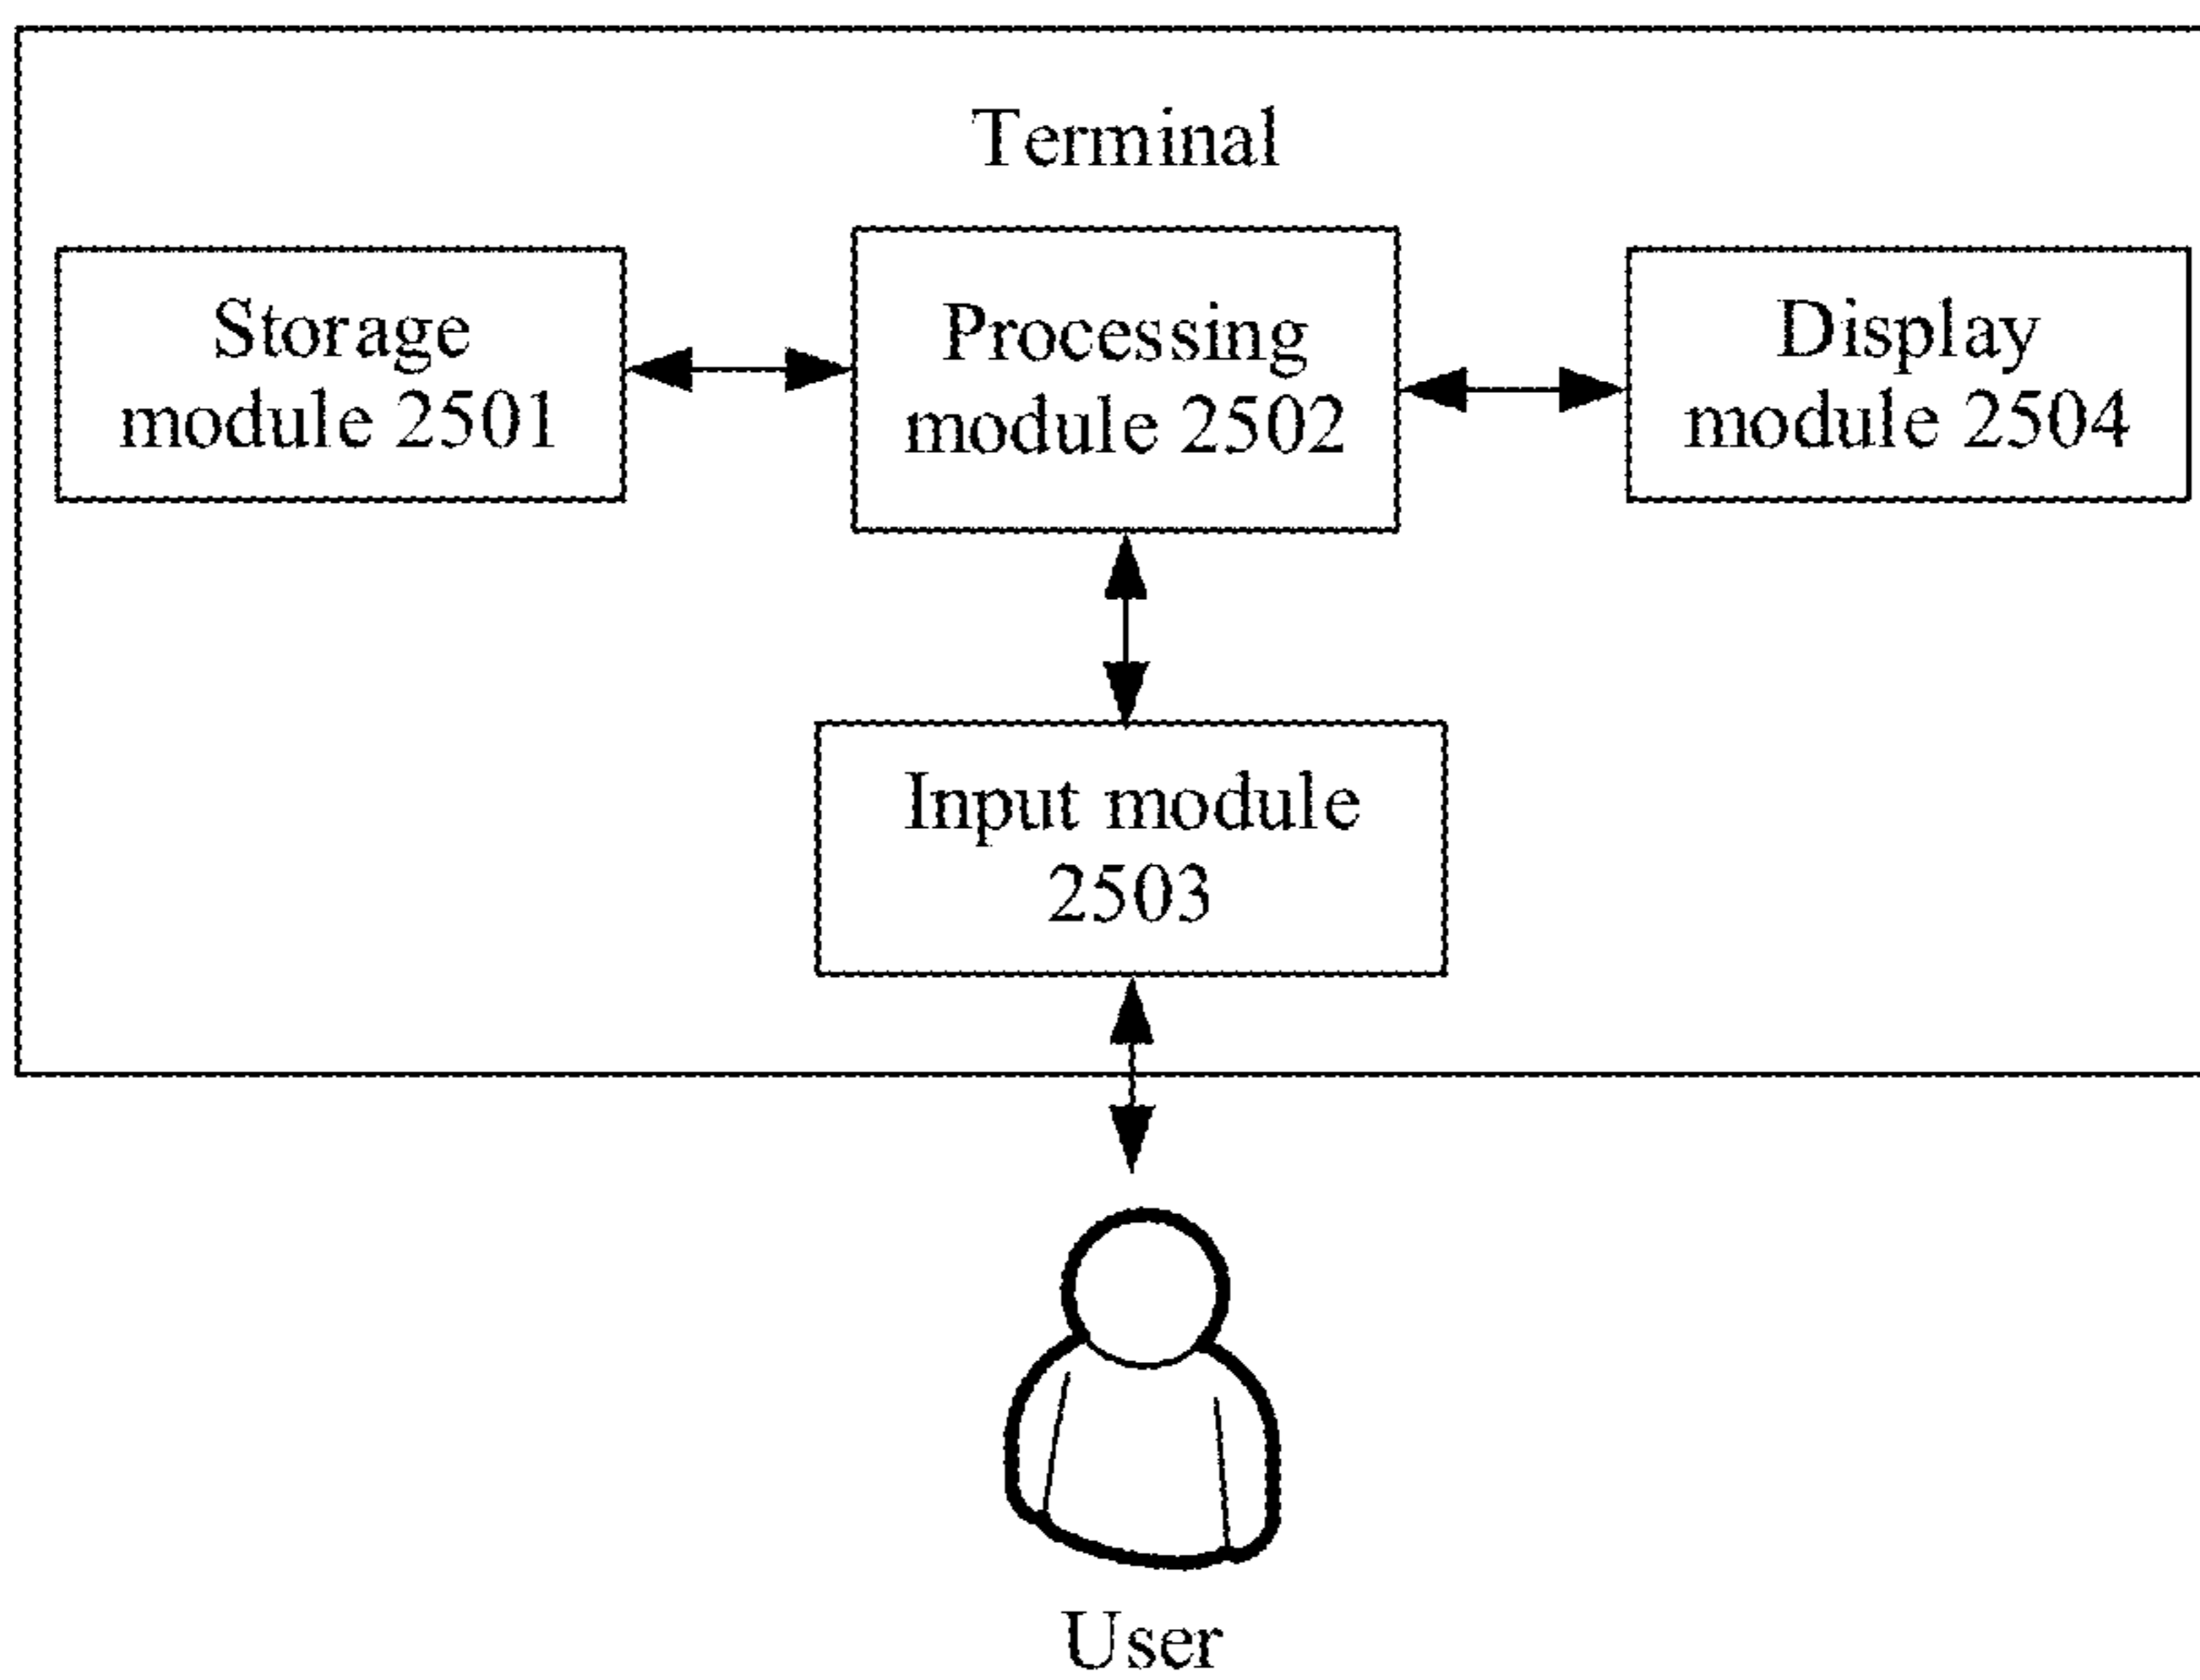 Terminal
Storage
module 2501
Processing
module 2502
Display
module 2504
Input module
2503
User